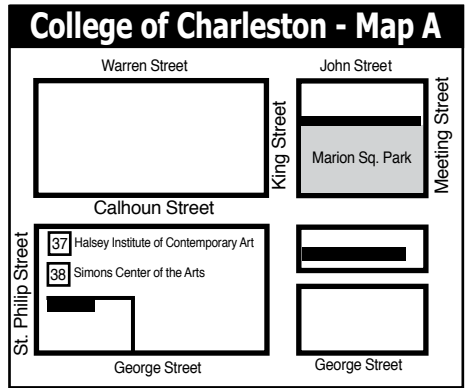 College of Charleston - Map A
Warren Street
John Street
King Street
Meeting Street
Marion Sq. Park
Calhoun Street
St. Philip Street
37 Halsey Institute of Contemporary Art
38 Simons Center of the Arts
George Street
George Street